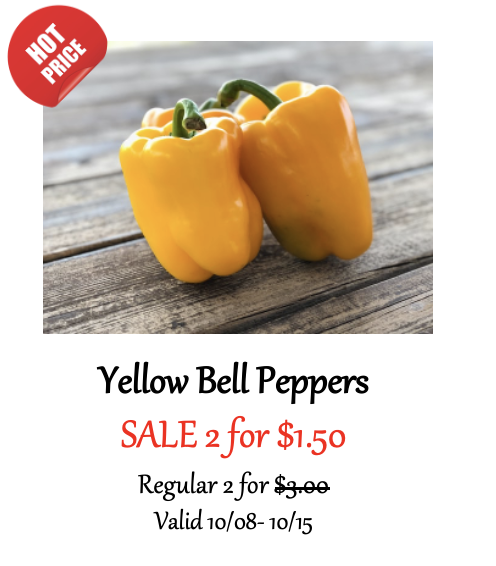 HOT
PRICE
Yellow Bell Peppers
SALE 2 for $1.50
Regular 2 for $3.00
Valid 10/08- 10/15